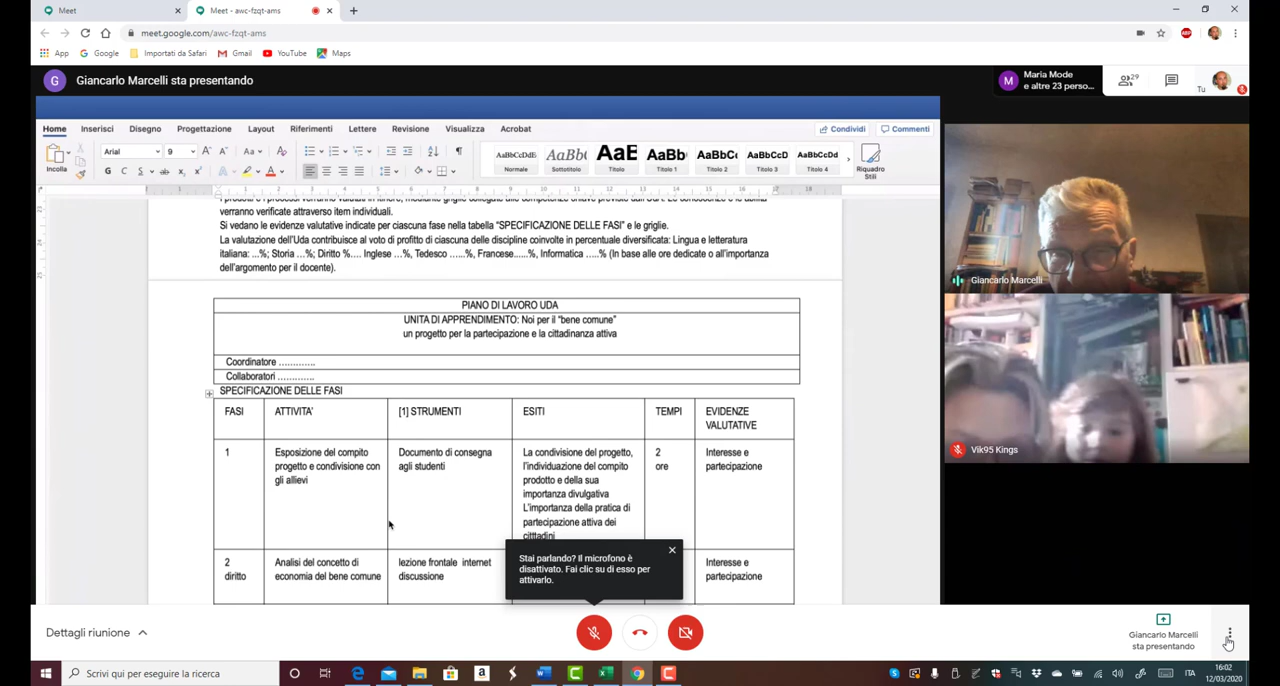 Meet
Meet - awc-fzqt-ams
meet.google.com/awc-fzqt-ams
App Google Importati da Safari Gmail YouTube Maps
G Giancarlo Marcelli sta presentando
M Maria Mode
e altre 23 perso...
29
Tu
Home Inserisci Disegno Progettazione Layout Riferimenti Lettere Revisione Visualizza Acrobat
Condividi Commenti
Incolla
Arial 9
AaBbCcDdE AaBbC AaE AaBb( AaBbCc AaBbCcD AaBbCcDd
Normale Sottotitolo Titolo Titolo 1 Titolo 2 Titolo 3 Titolo 4
Riquadro
Stili
verranno verificate attraverso item individuali.
Si vedano le evidenze valutative indicate per ciascuna fase nella tabella “SPECIFICAZIONE DELLE FASI” e le griglie.
La valutazione dell’Uda contribuisce al voto di profitto di ciascuna delle discipline coinvolte in percentuale diversificata: Lingua e letteratura
italiana: ...%; Storia ...%; Diritto %.... Inglese ...%, Tedesco ......%, Francese......%, Informatica .....% (In base alle ore dedicate o all’importanza
dell’argomento per il docente).
PIANO DI LAVORO UDA
UNITA DI APPRENDIMENTO: Noi per il “bene comune”
un progetto per la partecipazione e la cittadinanza attiva
Coordinatore .............
Collaboratori ............
SPECIFICAZIONE DELLE FASI
FASI
ATTIVITA’
[1] STRUMENTI
ESITI
TEMPI
EVIDENZE
VALUTATIVE
1
Esposizione del compito
progetto e condivisione con
gli allievi
Documento di consegna
agli studenti
La condivisione del progetto,
l’individuazione del compito
prodotto e della sua
importanza divulgativa
L’importanza della pratica di
partecipazione attiva dei
citttadini
2
ore
Interesse e
partecipazione
2
diritto
Analisi del concetto di
economia del bene comune
lezione frontale internet
discussione
Interesse e
partecipazione
Stai parlando? Il microfono è
disattivato. Fai clic su di esso per
attivarlo.
Giancarlo Marcelli
Vik95 Kings
Dettagli riunione
Giancarlo Marcelli
sta presentando
Scrivi qui per eseguire la ricerca
ITA
16:02
12/03/2020